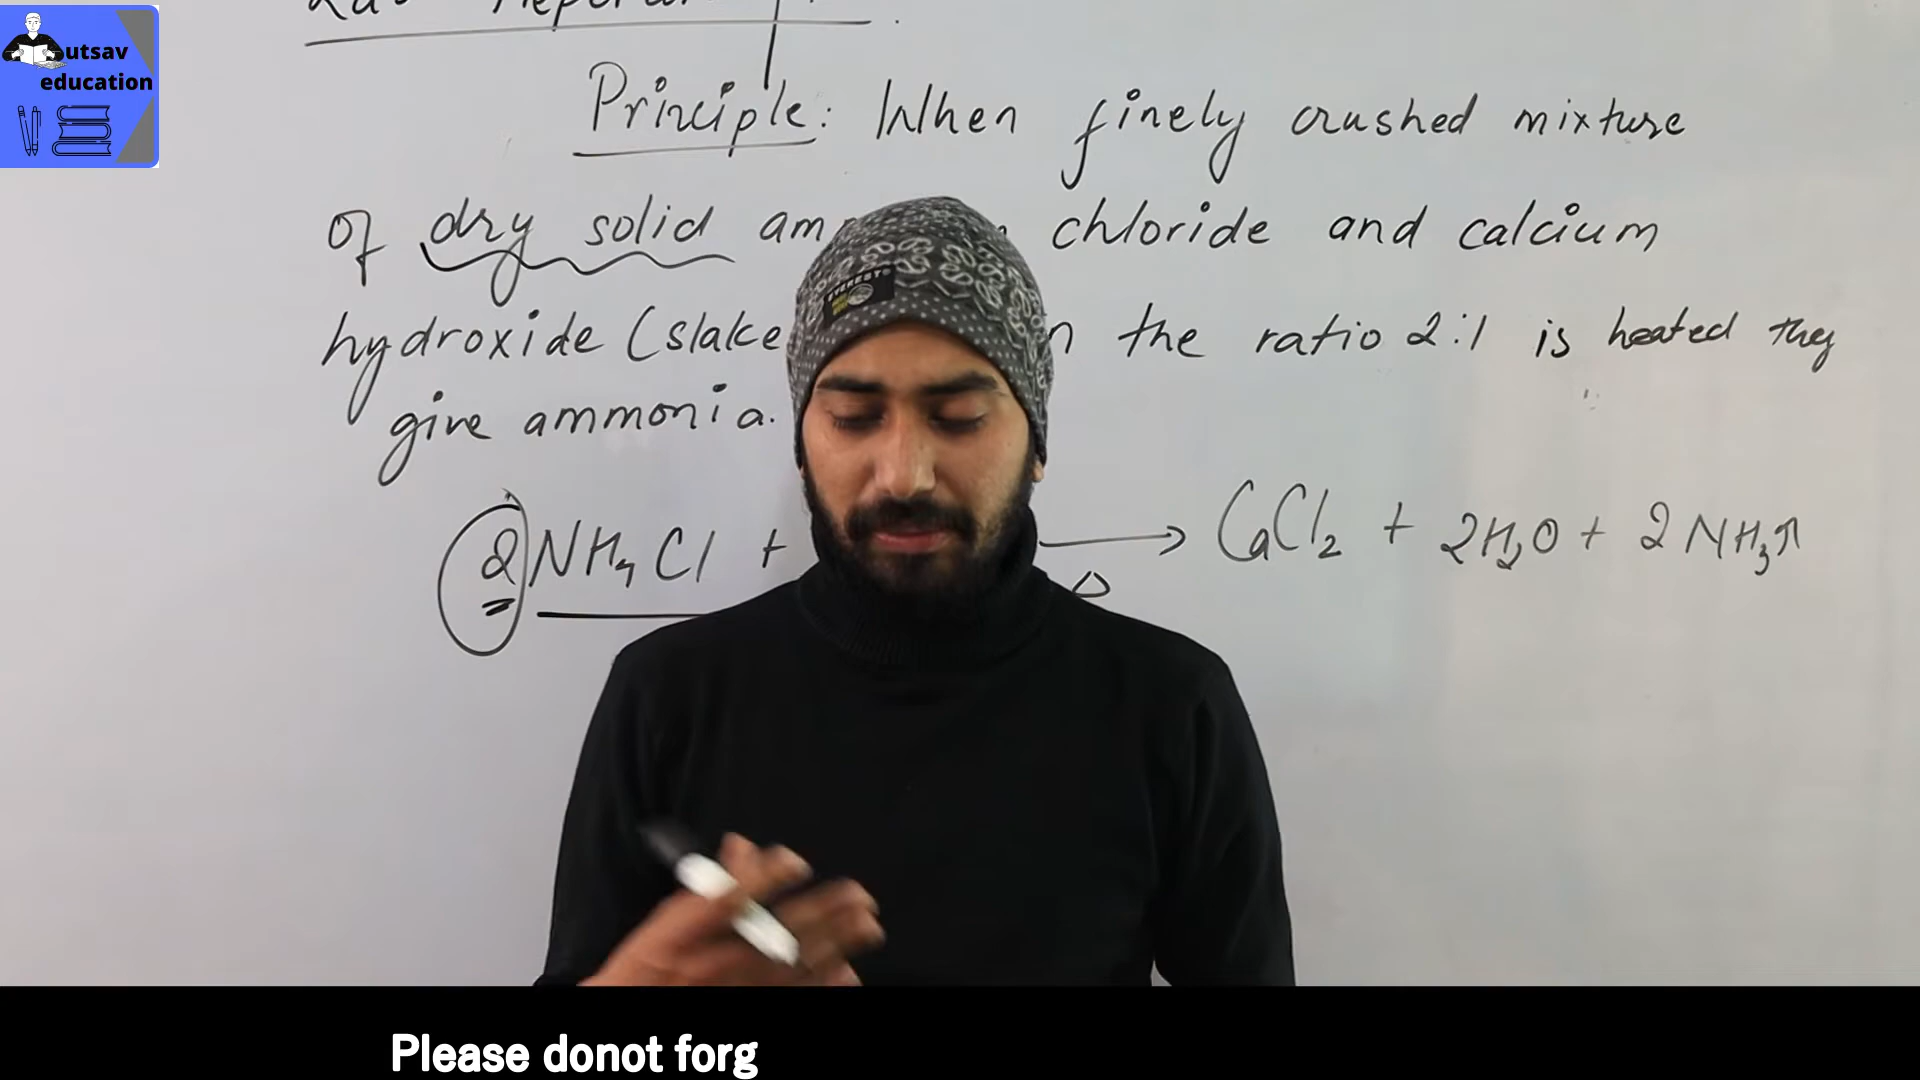 utsav
education
Principle: When finely crushed mixture
of dry solid am chloride and calcium
hydroxide (slake the ratio 2:1 is heated they
give ammonia.
2NH₄Cl + → CaCl₂ + 2H₂O + 2NH₃↑
Δ
Please donot forg